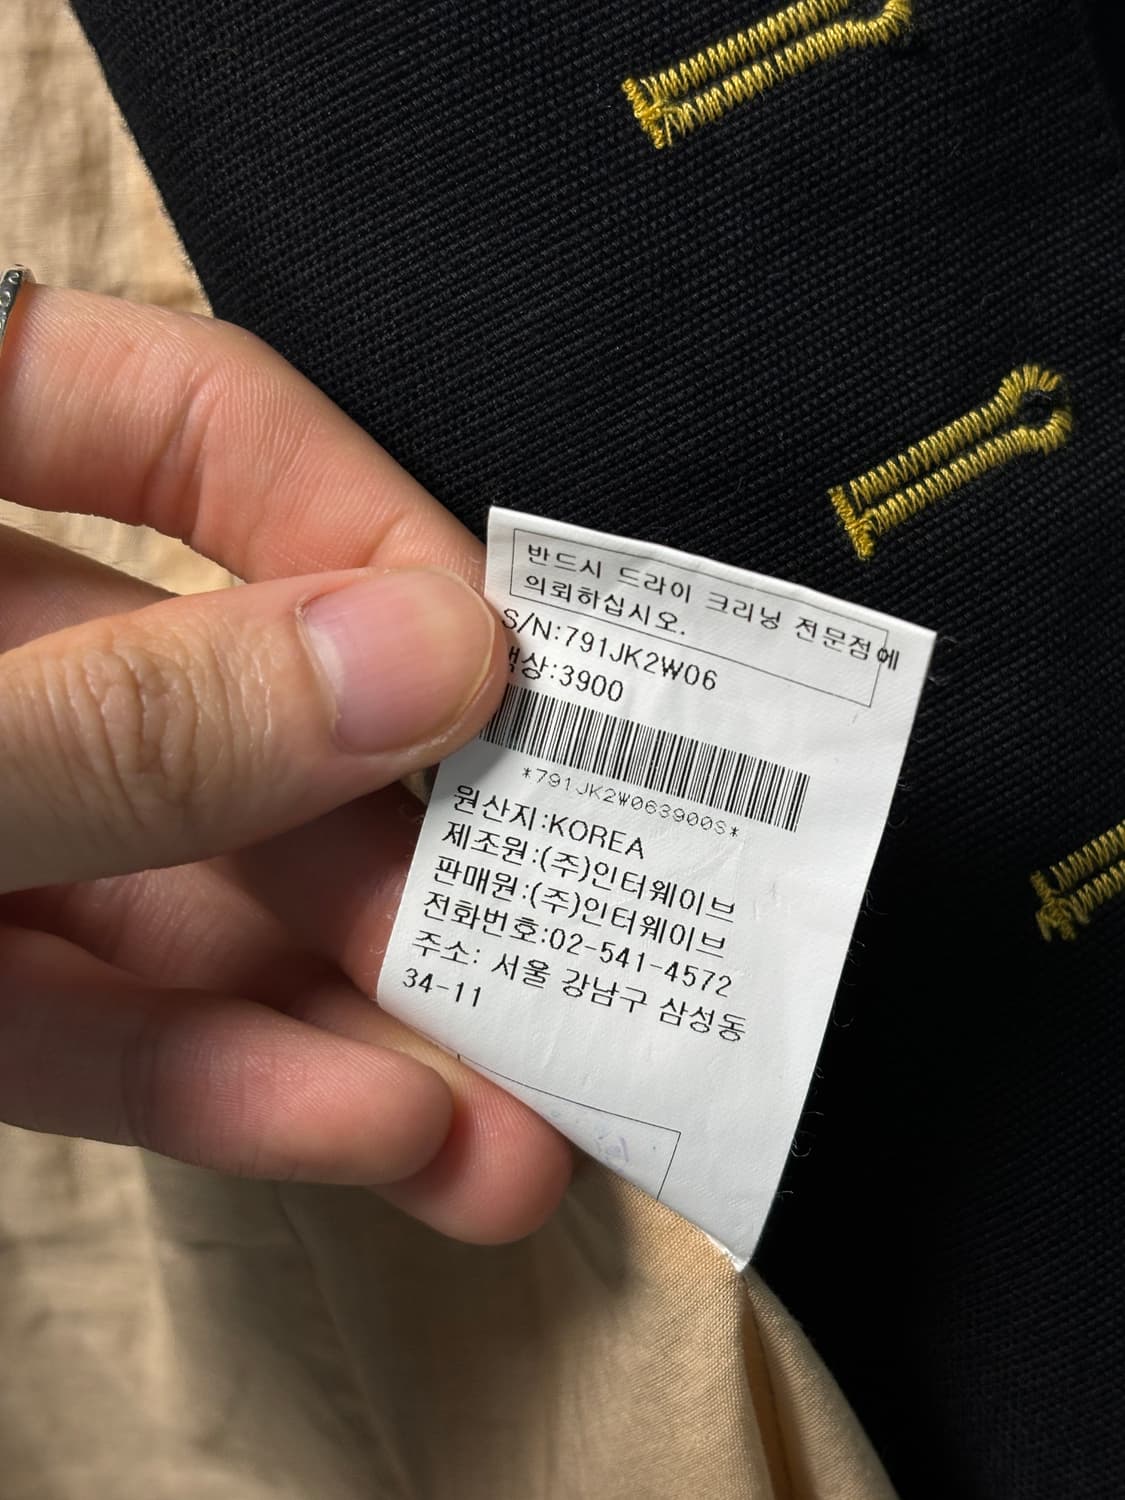 반드시 드라이 크리닝 전문점에
의뢰하십시오.
S/N:791JK2W06
색상:3900
*791JK2W063900S*
원산지:KOREA
제조원:(주)인터웨이브
판매원:(주)인터웨이브
전화번호:02-541-4572
주소: 서울 강남구 삼성동
34-11